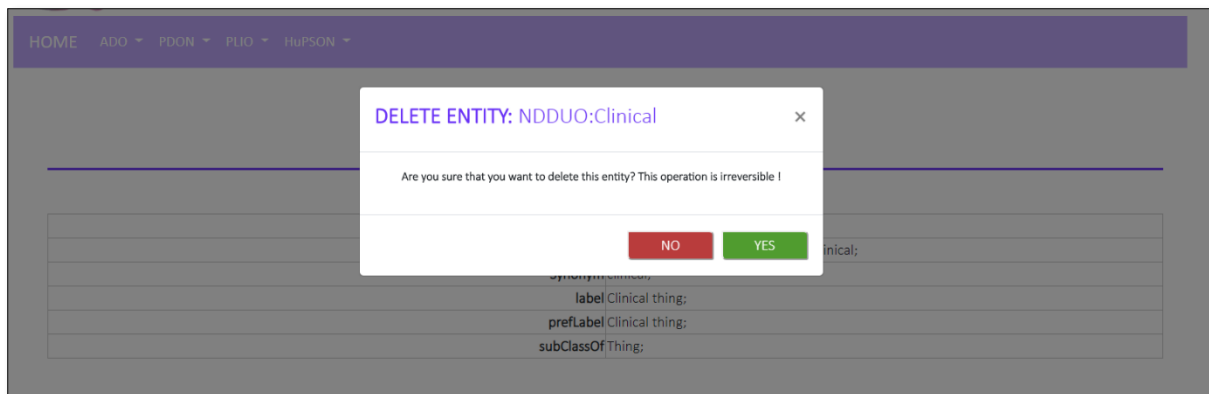 HOME ADO PDON PLIO HuPSON
DELETE ENTITY: NDDUO:Clinical ×
Are you sure that you want to delete this entity? This operation is irreversible !
NO YES
inical;
label Clinical thing;
prefLabel Clinical thing;
subClassOf Thing;